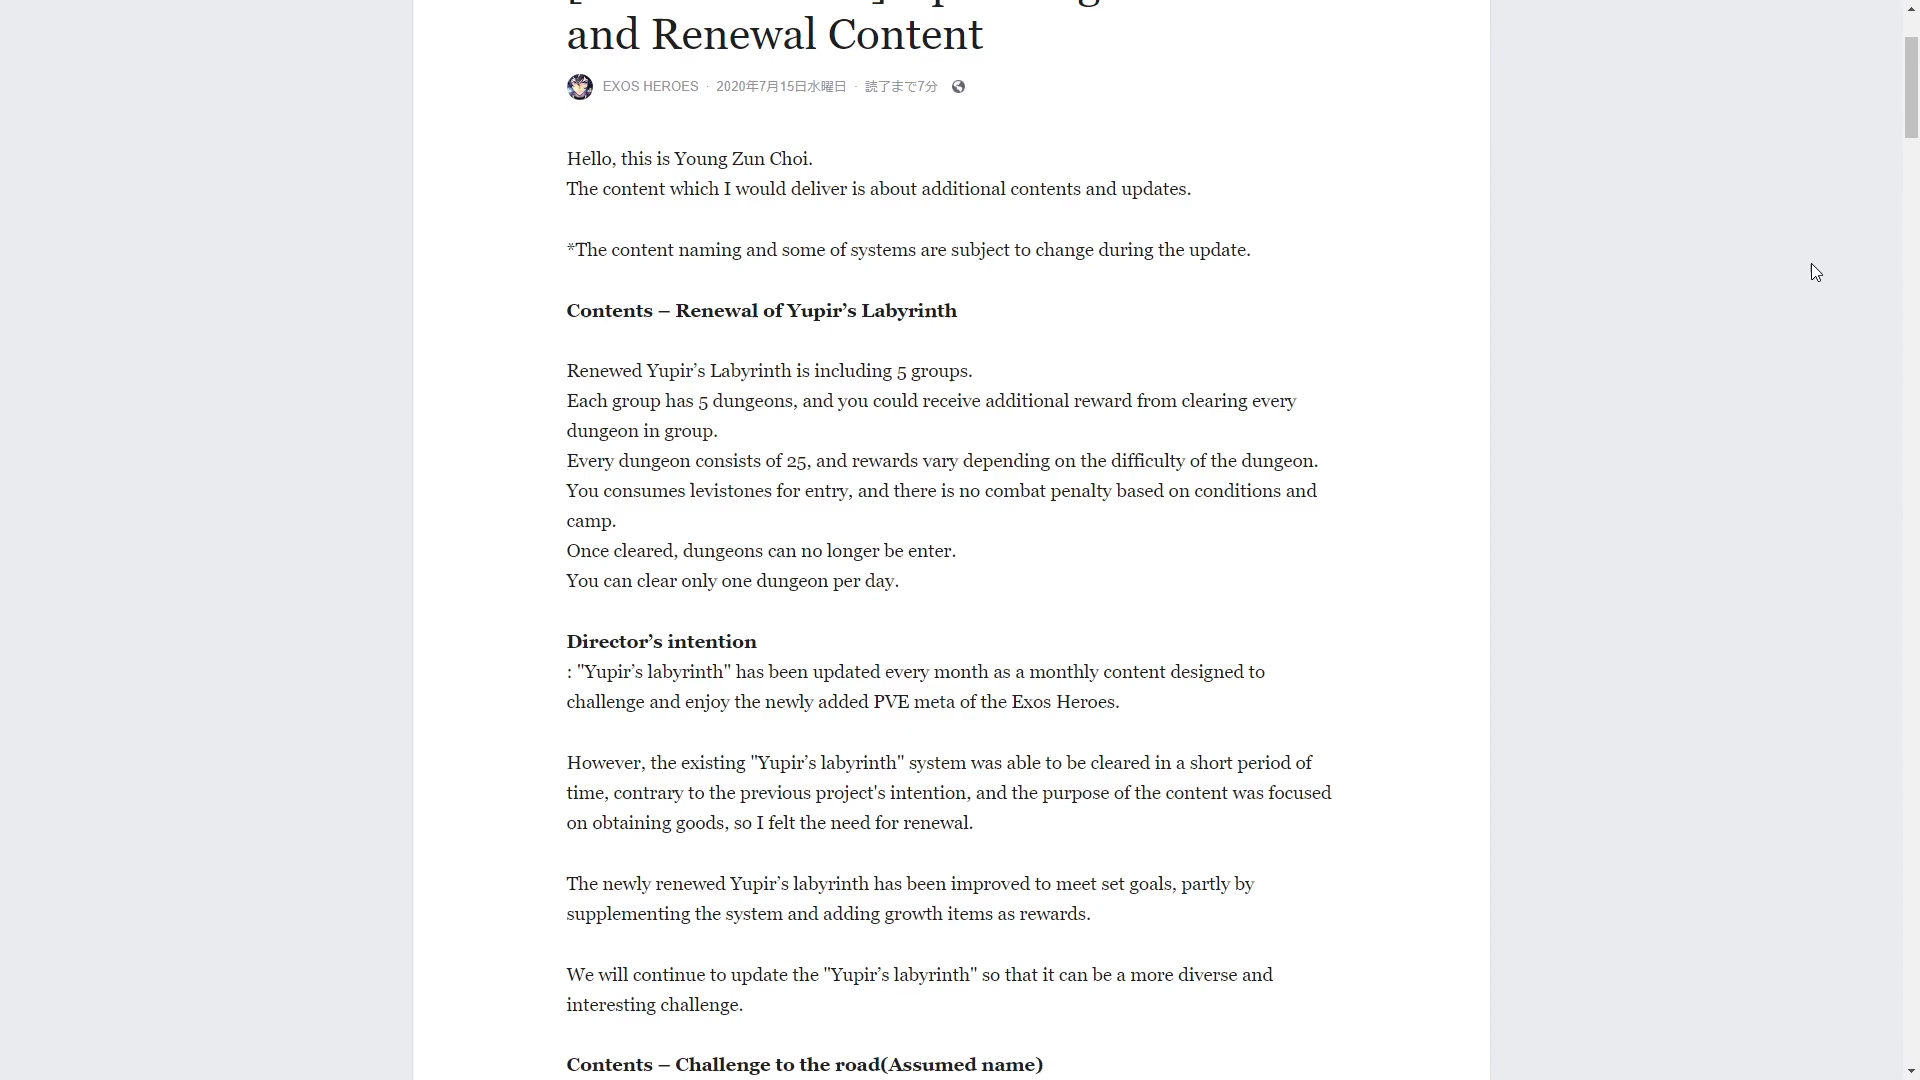 and Renewal Content
EXOS HEROES · 2020年7月15日水曜日 · 読了まで7分
Hello, this is Young Zun Choi.
The content which I would deliver is about additional contents and updates.
*The content naming and some of systems are subject to change during the update.
Contents – Renewal of Yupir’s Labyrinth
Renewed Yupir’s Labyrinth is including 5 groups.
Each group has 5 dungeons, and you could receive additional reward from clearing every
dungeon in group.
Every dungeon consists of 25, and rewards vary depending on the difficulty of the dungeon.
You consumes levistones for entry, and there is no combat penalty based on conditions and
camp.
Once cleared, dungeons can no longer be enter.
You can clear only one dungeon per day.
Director’s intention
: "Yupir’s labyrinth" has been updated every month as a monthly content designed to
challenge and enjoy the newly added PVE meta of the Exos Heroes.
However, the existing "Yupir’s labyrinth" system was able to be cleared in a short period of
time, contrary to the previous project's intention, and the purpose of the content was focused
on obtaining goods, so I felt the need for renewal.
The newly renewed Yupir’s labyrinth has been improved to meet set goals, partly by
supplementing the system and adding growth items as rewards.
We will continue to update the "Yupir’s labyrinth" so that it can be a more diverse and
interesting challenge.
Contents – Challenge to the road(Assumed name)